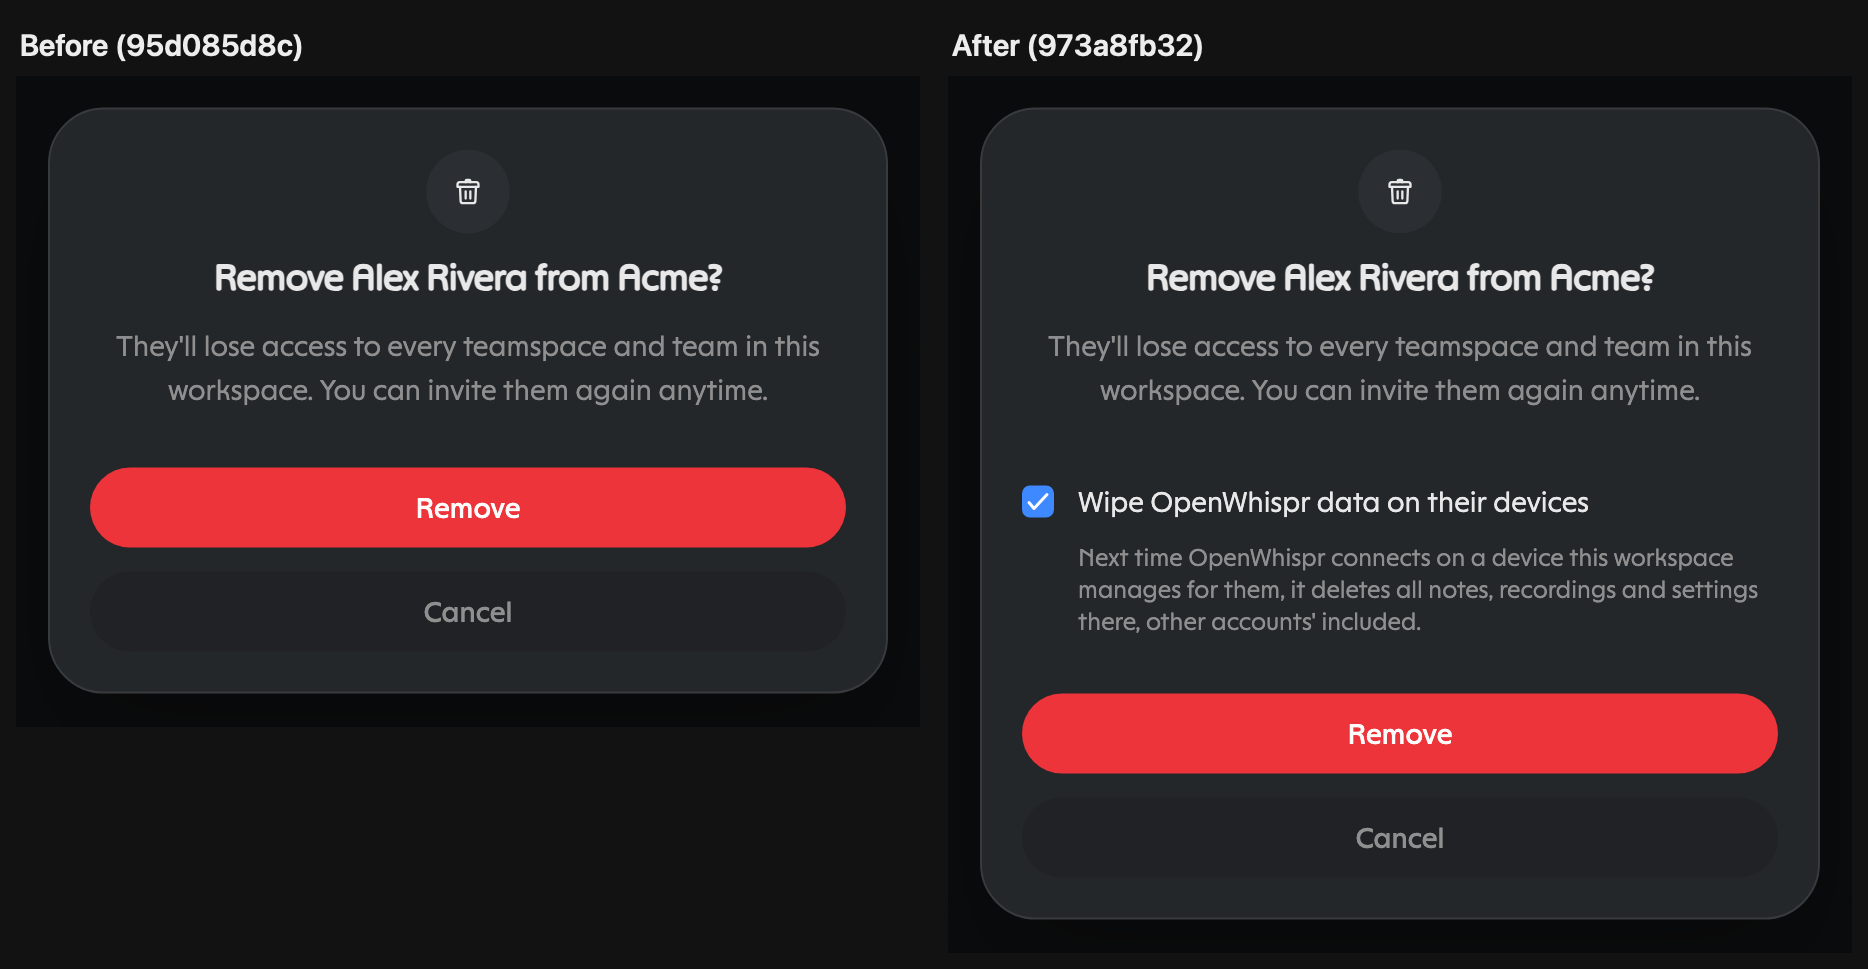 Before (95d085d8c)
Remove Alex Rivera from Acme?
They'll lose access to every teamspace and team in this
workspace. You can invite them again anytime.
Remove
Cancel
After (973a8fb32)
Remove Alex Rivera from Acme?
They'll lose access to every teamspace and team in this
workspace. You can invite them again anytime.
Wipe OpenWhispr data on their devices
Next time OpenWhispr connects on a device this workspace
manages for them, it deletes all notes, recordings and settings
there, other accounts' included.
Remove
Cancel